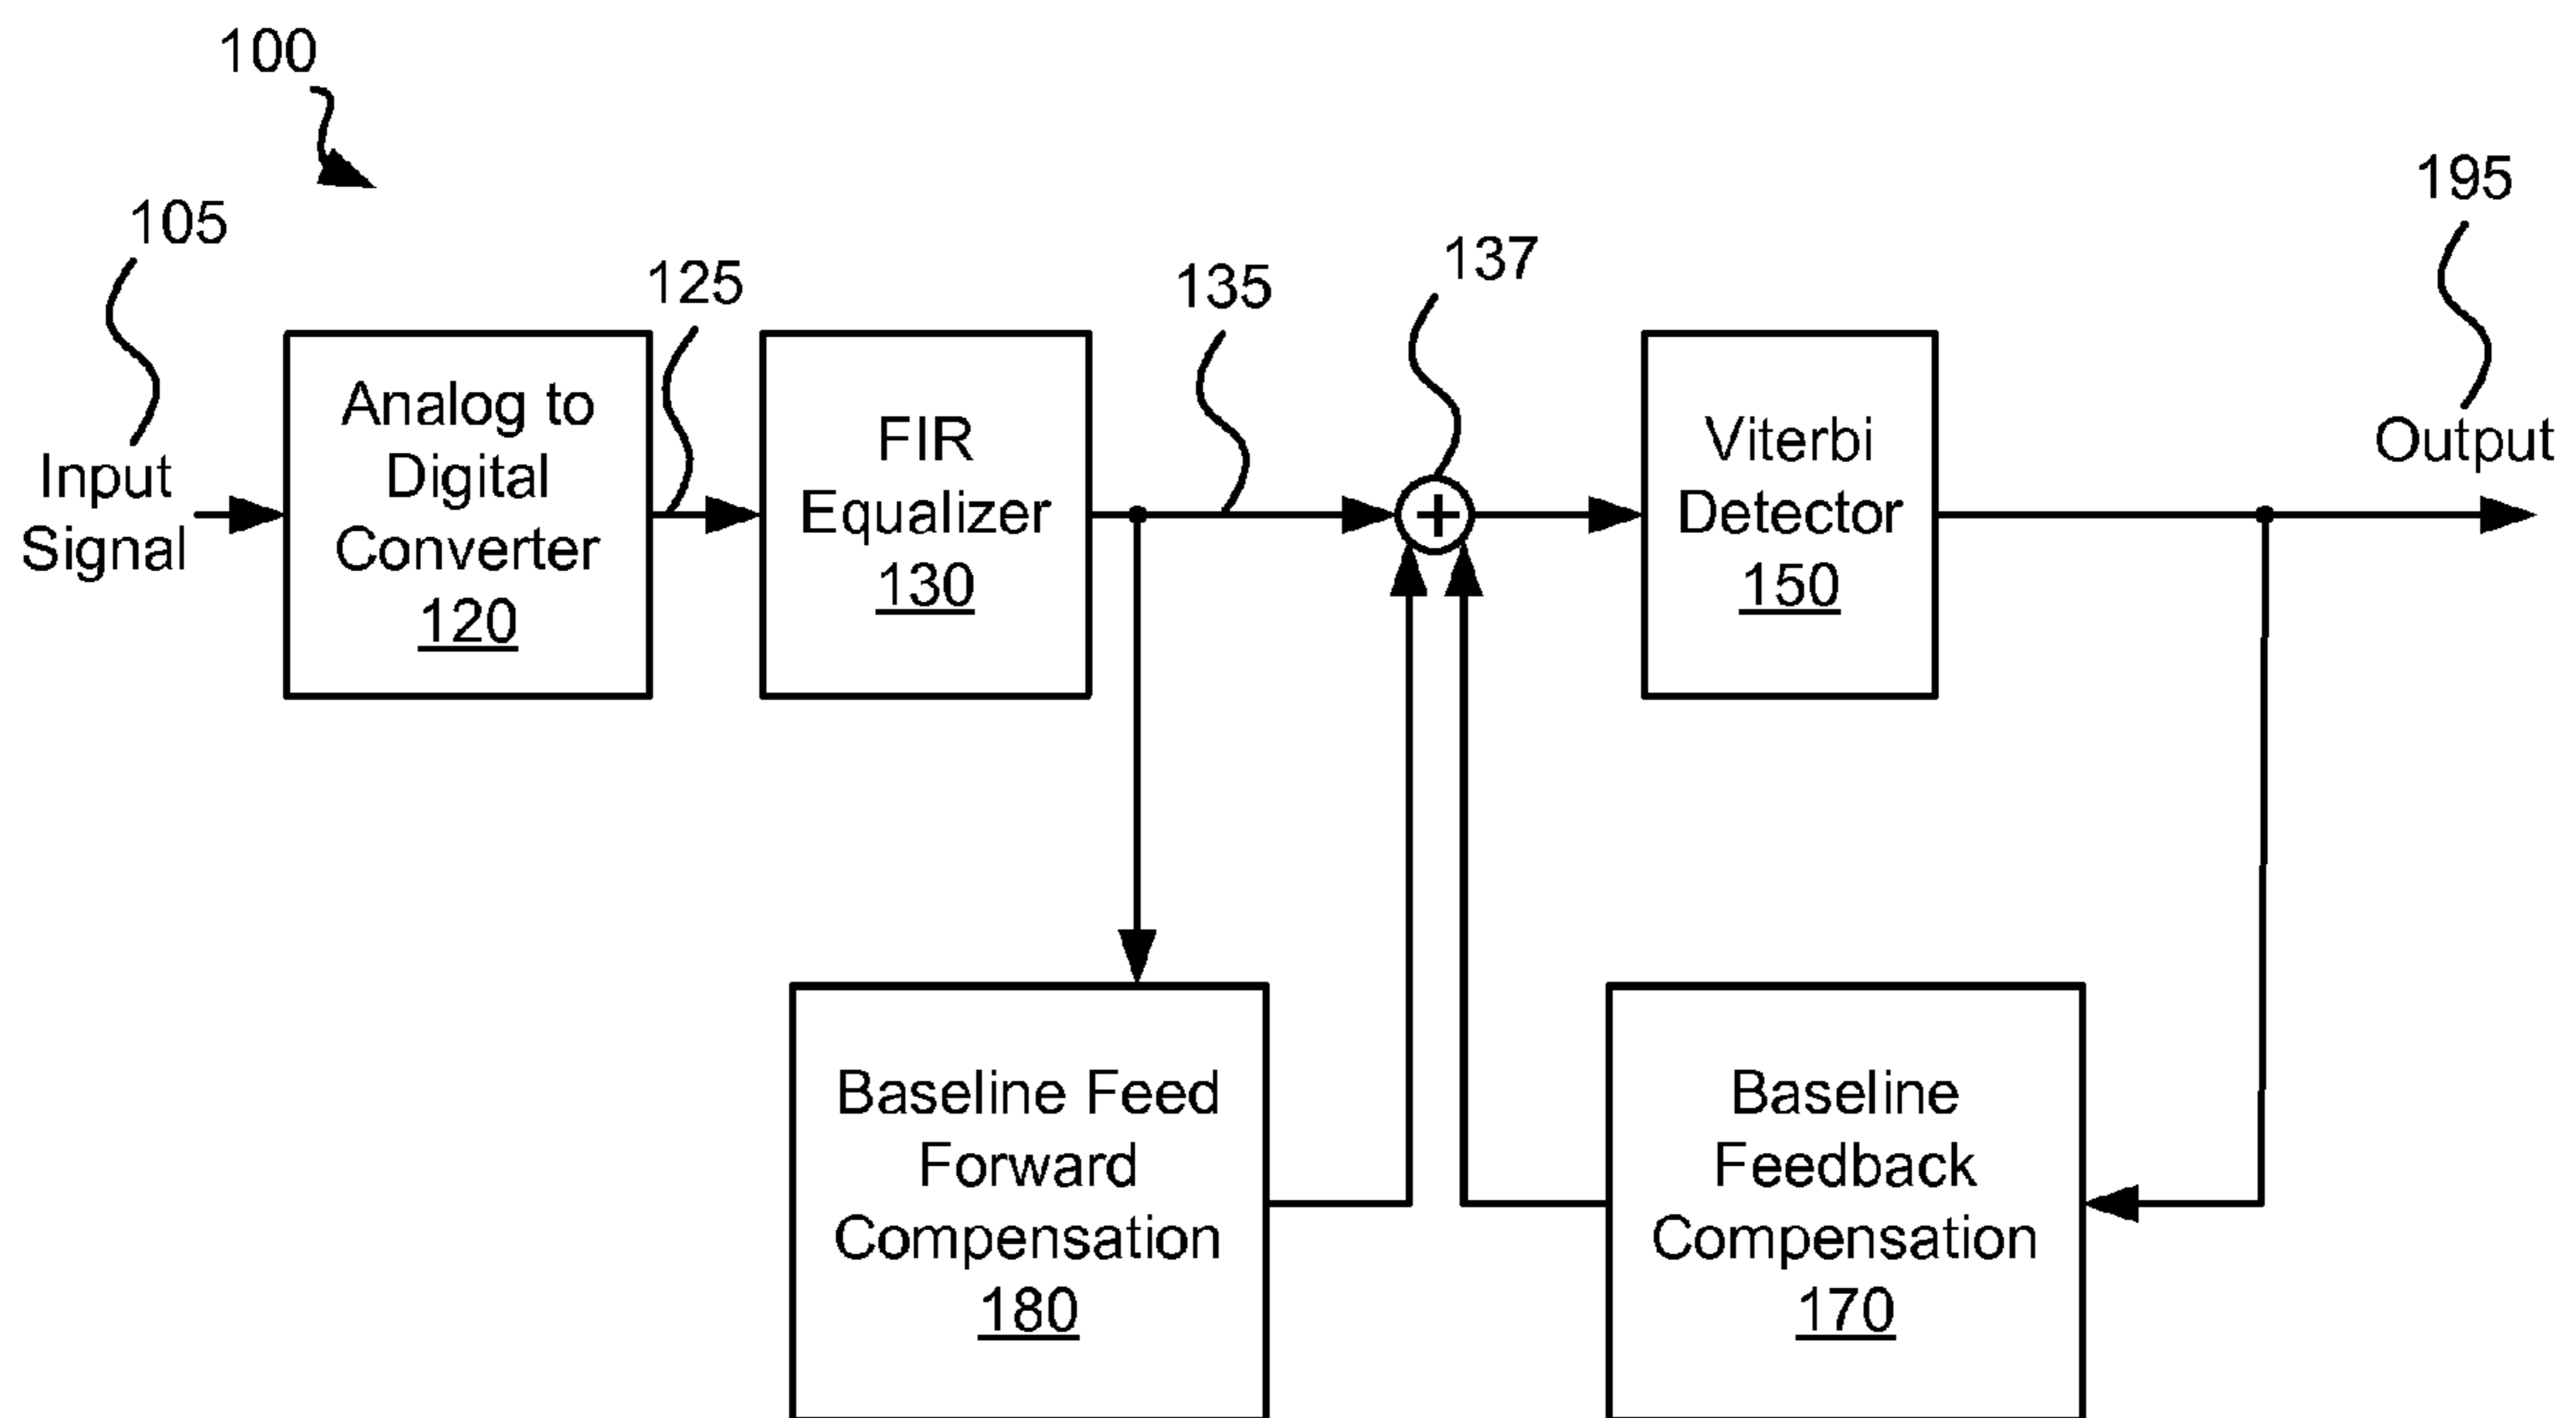 100
105
125
135
137
195
Input
Signal
Analog to
Digital
Converter
120
FIR
Equalizer
130
+
Viterbi
Detector
150
Output
Baseline Feed
Forward
Compensation
180
Baseline
Feedback
Compensation
170